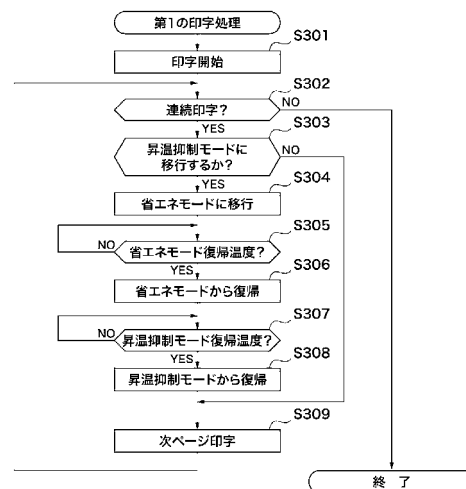 第1の印字処理
S301
印字開始
S302
連続印字?
NO
YES
S303
昇温抑制モードに
移行するか?
NO
YES
S304
省エネモードに移行
S305
省エネモード復帰温度?
NO
YES
S306
省エネモードから復帰
S307
昇温抑制モード復帰温度?
NO
YES
S308
昇温抑制モードから復帰
S309
次ページ印字
終 了